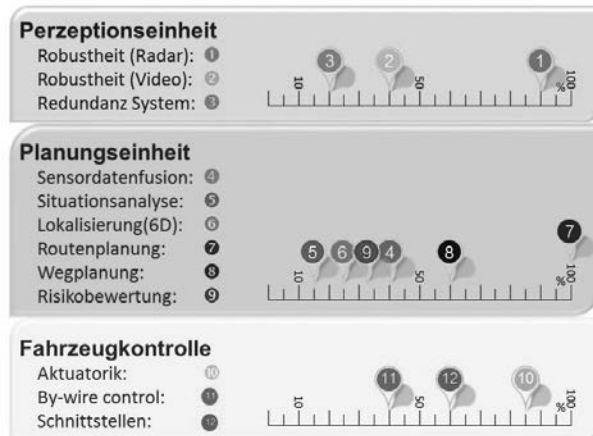 Perzeptionseinheit
Robustheit (Radar): 1
Robustheit (Video): 2
Redundanz System: 3
3 2 1
10 50 100 %
Planungseinheit
Sensordatenfusion: 4
Situationsanalyse: 5
Lokalisierung(6D): 6
Routenplanung: 7
Wegplanung: 8
Risikobewertung: 9
5 6 9 4 8 7
10 50 100 %
Fahrzeugkontrolle
Aktuatorik: 10
By-wire control: 11
Schnittstellen: 12
11 12 10
10 50 100 %